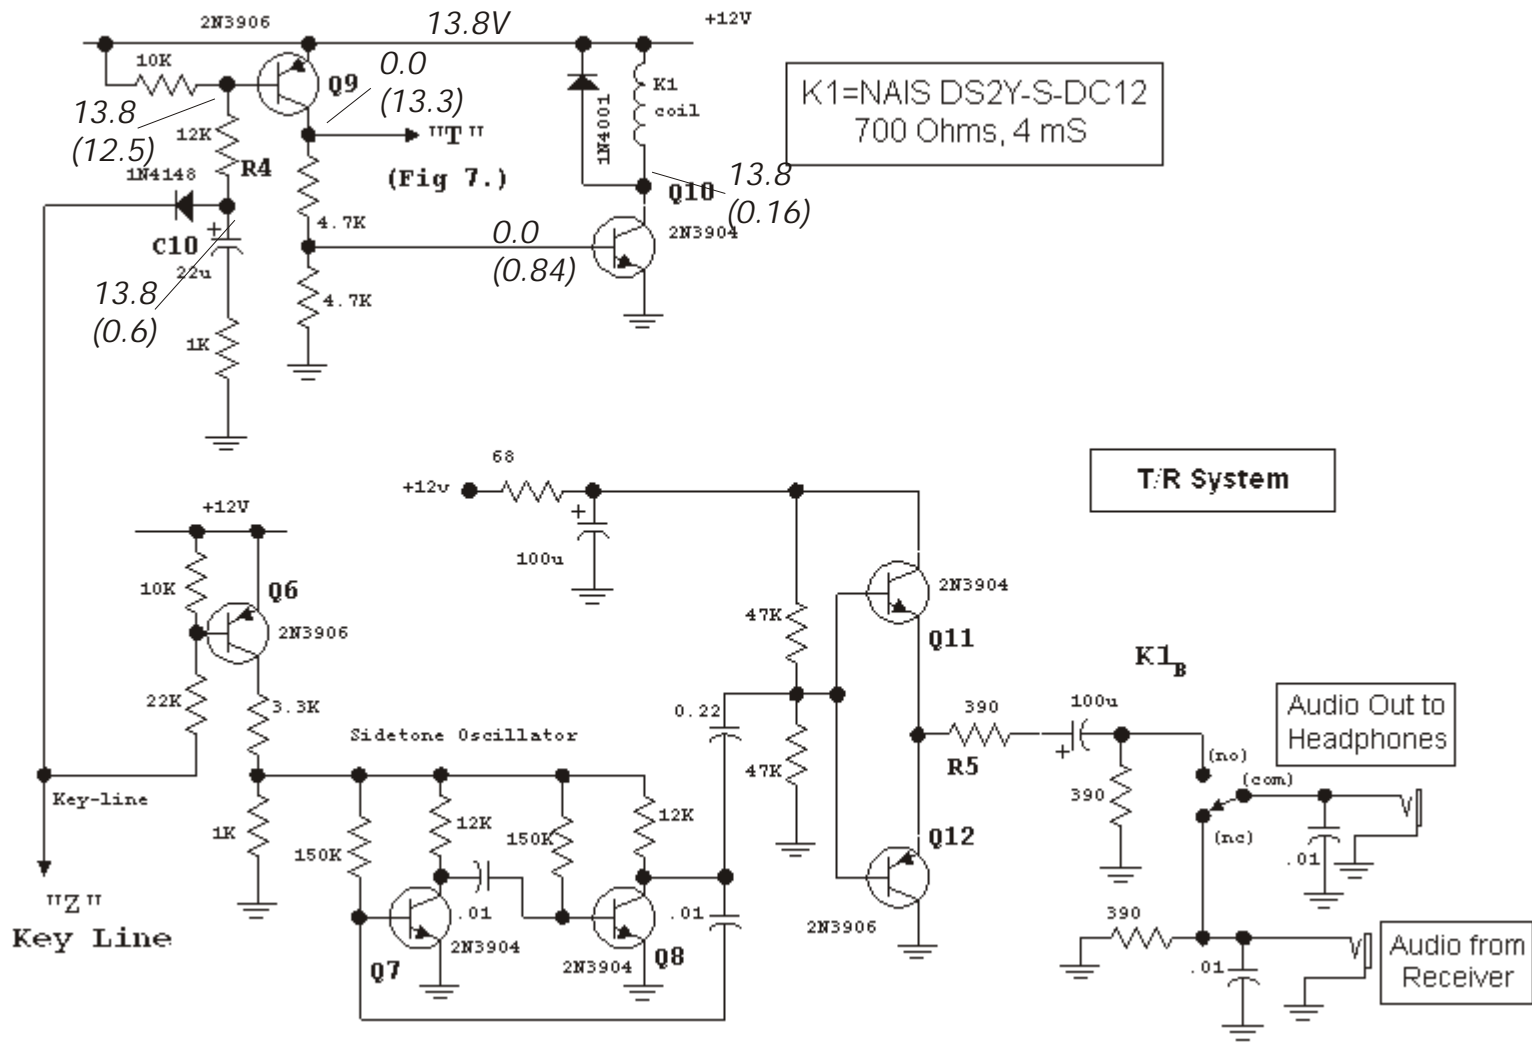 2N3906
13.8V
+12V
10K
Q9
0.0
(13.3)
K1
coil
K1=NAIS DS2Y-S-DC12
700 Ohms, 4 mS
13.8
(12.5)
12K
R4
"T"
(Fig 7.)
1N4001
1N4148
Q10
13.8
(0.16)
2N3904
4.7K
0.0
(0.84)
+
C10
22u
13.8
(0.6)
4.7K
1K
68
+12v
+
100u
T/R System
+12V
10K
Q6
2N3906
22K
3.3K
Sidetone Oscillator
Key-line
"Z"
Key Line
1K
150K
12K
150K
12K
.01
2N3904
Q7
2N3904
Q8
.01
0.22
47K
47K
2N3904
Q11
Q12
2N3906
390
R5
K1B
100u
+
390
(no)
(com)
(nc)
Audio Out to
Headphones
.01
390
.01
Audio from
Receiver